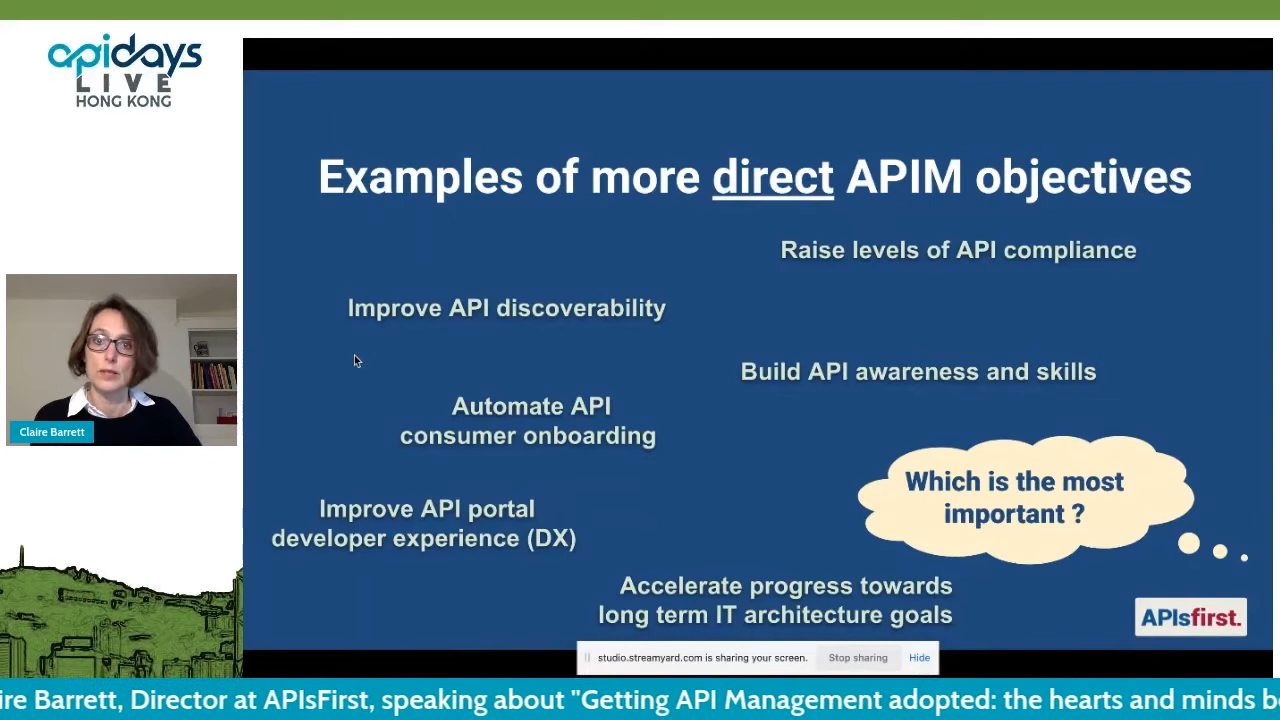 apidays
LIVE
HONG KONG
Examples of more direct APIM objectives
Raise levels of API compliance
Improve API discoverability
Build API awareness and skills
Automate API
consumer onboarding
Which is the most
important ?
Improve API portal
developer experience (DX)
Accelerate progress towards
long term IT architecture goals
APIsfirst.
Claire Barrett
studio.streamyard.com is sharing your screen.
Stop sharing
Hide
ire Barrett, Director at APIsFirst, speaking about "Getting API Management adopted: the hearts and minds b